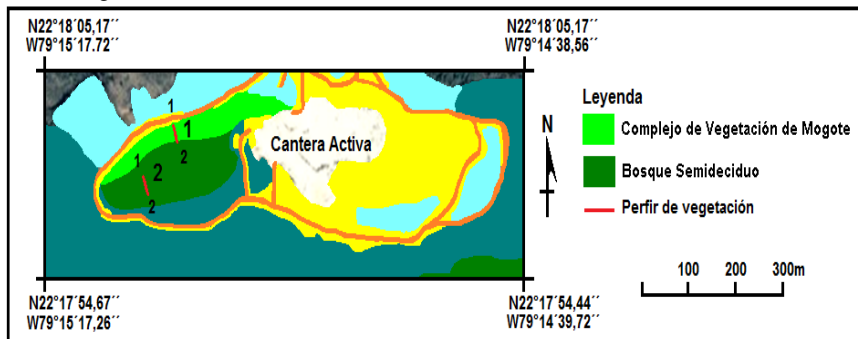 N22°18´05,17´´
W79°15´17.72´´
N22°18´05,17´´
W79°14´38,56´´
1
1
2
1
2
2
Cantera Activa
N
Leyenda
Complejo de Vegetación de Mogote
Bosque Semideciduo
Perfir de vegetación
100 200 300m
N22°17´54,67´´
W79°15´17,26´´
N22°17´54,44´´
W79°14´39,72´´